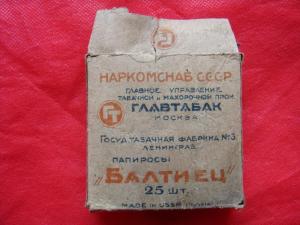 НАРКОМСНАБ СССР.
ГЛАВНОЕ УПРАВЛЕНИЕ
ТАБАЧНОЙ И МАХОРОЧНОЙ ПРОМ.
ГЛАВТАБАК
МОСКВА
ГОСУД. ТАБАЧНАЯ ФАБРИКА №3.
ЛЕНИНГРАД
ПАПИРОСЫ
"БАЛТИЕЦ"
25 ШТ.
MADE IN USSR